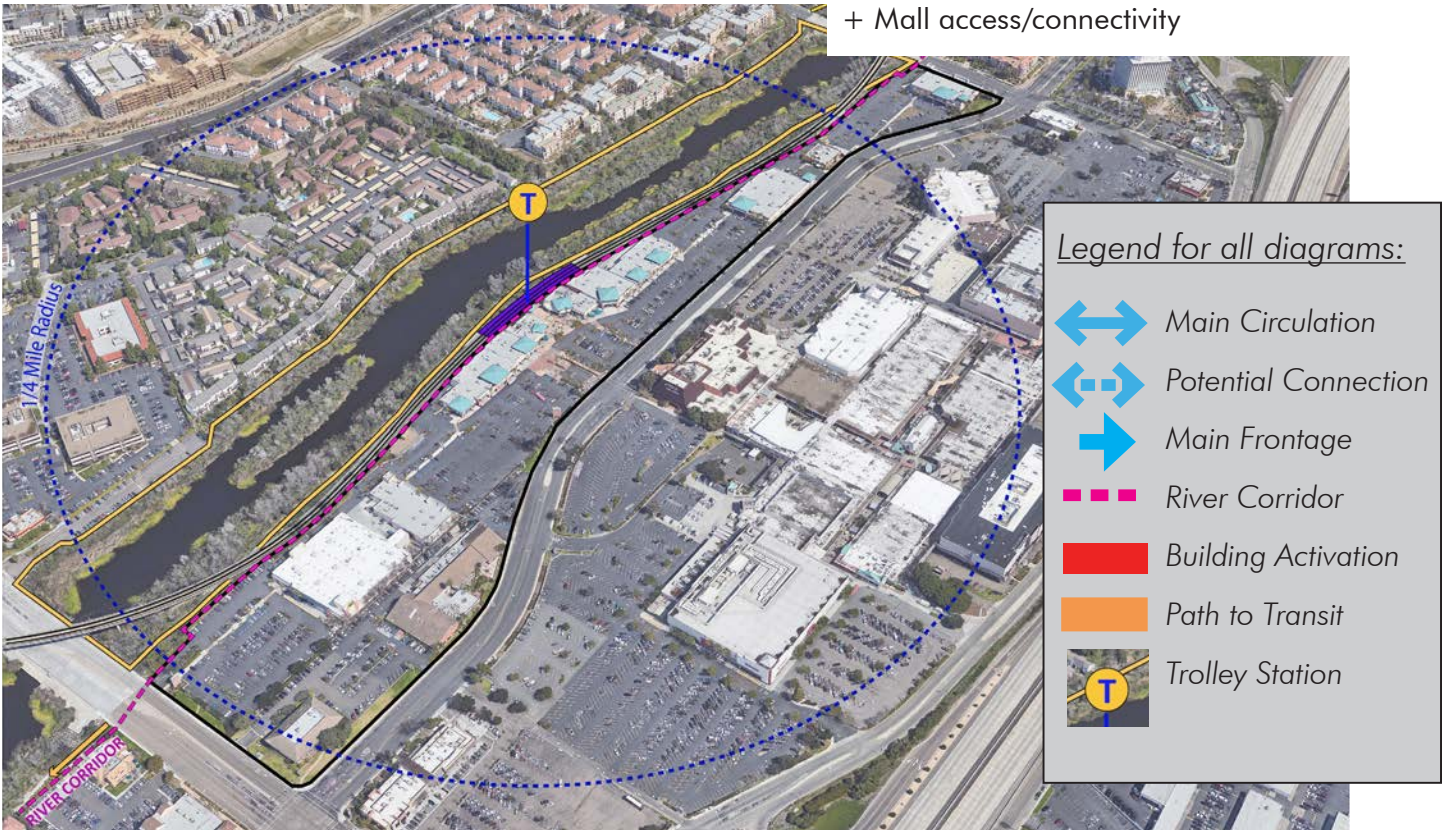 + Mall access/connectivity
T
1/4 Mile Radius
RIVER CORRIDOR
Legend for all diagrams:
Main Circulation
Potential Connection
Main Frontage
River Corridor
Building Activation
Path to Transit
T
Trolley Station